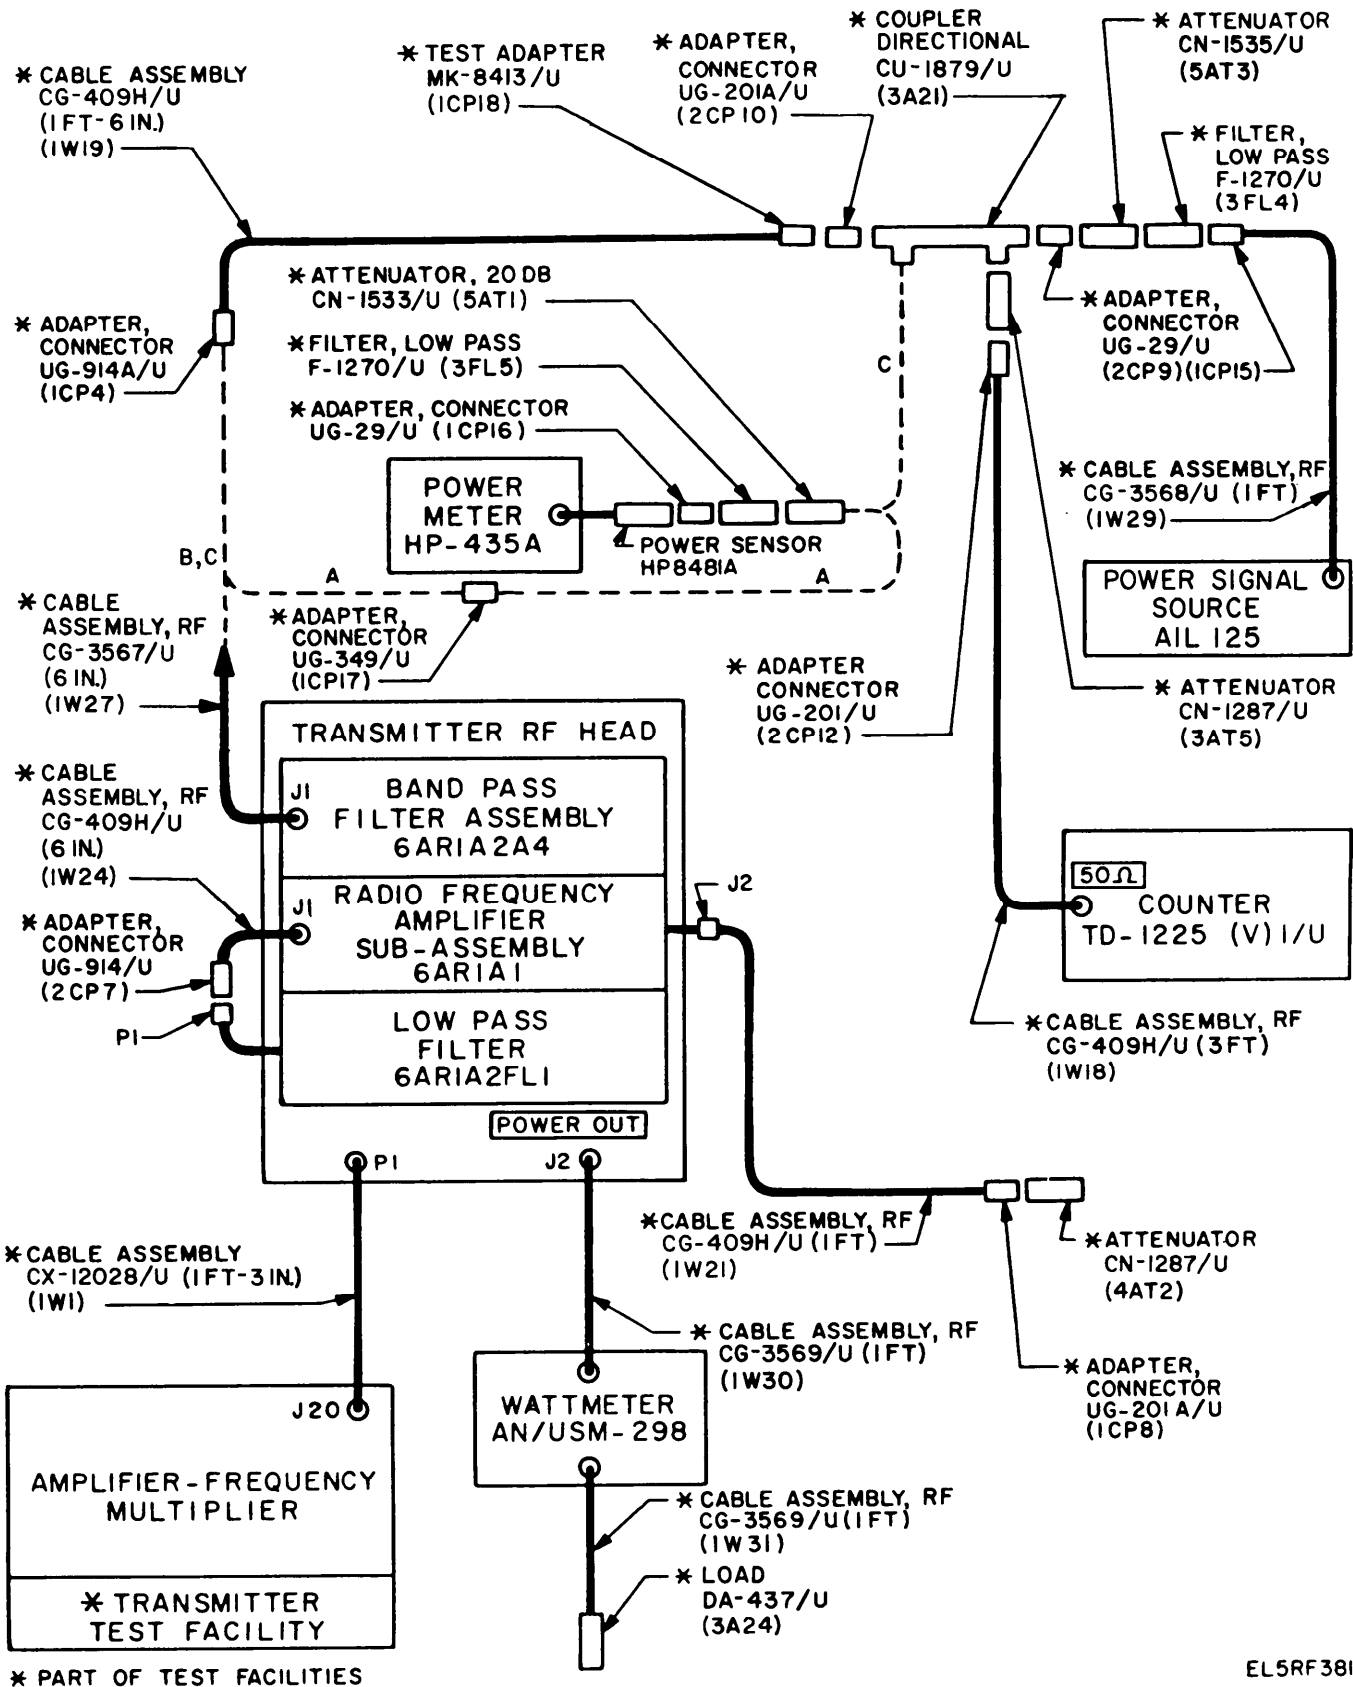 * CABLE ASSEMBLY
CG-409H/U
(1FT-6IN.)
(1W19)
* TEST ADAPTER
MK-8413/U
(1CP18)
* ADAPTER,
CONNECTOR
UG-201A/U
(2CP10)
* COUPLER
DIRECTIONAL
CU-1879/U
(3A21)
* ATTENUATOR
CN-1535/U
(5AT3)
* FILTER,
LOW PASS
F-1270/U
(3FL4)
* ATTENUATOR, 20DB
CN-1533/U (5AT1)
* FILTER, LOW PASS
F-1270/U (3FL5)
* ADAPTER, CONNECTOR
UG-29/U (1CP16)
* ADAPTER,
CONNECTOR
UG-914A/U
(1CP4)
* ADAPTER,
CONNECTOR
UG-29/U
(2CP9)(1CP15)
C
POWER
METER
HP-435A
POWER SENSOR
HP8481A
* CABLE ASSEMBLY, RF
CG-3568/U (1FT)
(1W29)
B,C
A
A
POWER SIGNAL
SOURCE
AIL 125
* CABLE
ASSEMBLY, RF
CG-3567/U
(6IN.)
(1W27)
* ADAPTER,
CONNECTOR
UG-349/U
(1CP17)
* ADAPTER
CONNECTOR
UG-201/U
(2CP12)
* ATTENUATOR
CN-1287/U
(3AT5)
TRANSMITTER RF HEAD
J1
BAND PASS
FILTER ASSEMBLY
6AR1A2A4
* CABLE
ASSEMBLY, RF
CG-409H/U
(6IN.)
(1W24)
J1
RADIO FREQUENCY
AMPLIFIER
SUB-ASSEMBLY
6AR1A1
J2
50Ω
COUNTER
TD-1225 (V)1/U
* ADAPTER,
CONNECTOR
UG-914/U
(2CP7)
P1
LOW PASS
FILTER
6AR1A2FL1
* CABLE ASSEMBLY, RF
CG-409H/U (3FT)
(1W18)
POWER OUT
P1
J2
* CABLE ASSEMBLY, RF
CG-409H/U (1FT)
(1W21)
* ATTENUATOR
CN-1287/U
(4AT2)
* CABLE ASSEMBLY
CX-12028/U (1FT-3IN.)
(1W1)
* CABLE ASSEMBLY, RF
CG-3569/U (1FT)
(1W30)
* ADAPTER,
CONNECTOR
UG-201A/U
(1CP8)
J20
AMPLIFIER-FREQUENCY
MULTIPLIER
WATTMETER
AN/USM-298
* CABLE ASSEMBLY, RF
CG-3569/U(1FT)
(1W31)
* LOAD
DA-437/U
(3A24)
* TRANSMITTER
TEST FACILITY
* PART OF TEST FACILITIES
EL5RF381